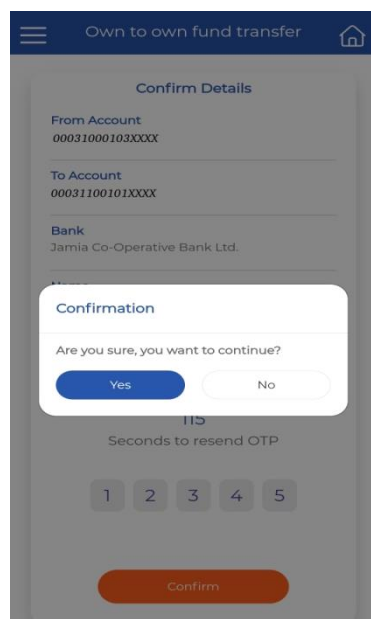 Own to own fund transfer
Confirm Details
From Account
00031000103XXXX
To Account
00031100101XXXX
Bank
Jamia Co-Operative Bank Ltd.
Confirmation
Are you sure, you want to continue?
Yes No
115
Seconds to resend OTP
1 2 3 4 5
Confirm